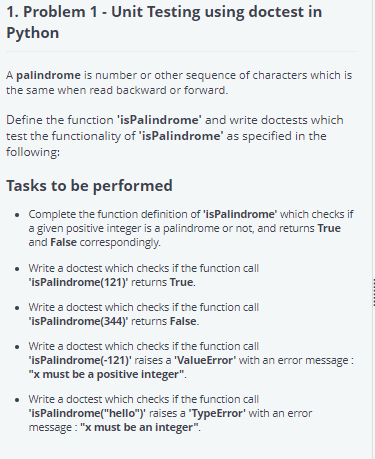 1. Problem 1 - Unit Testing using doctest in
Python
A palindrome is number or other sequence of characters which is
the same when read backward or forward.
Define the function 'isPalindrome' and write doctests which
test the functionality of 'isPalindrome' as specified in the
following:
Tasks to be performed
• Complete the function definition of 'isPalindrome' which checks if
a given positive integer is a palindrome or not, and returns True
and False correspondingly.
• Write a doctest which checks if the function call
'isPalindrome(121)' returns True.
• Write a doctest which checks if the function call
'isPalindrome(344)' returns False.
• Write a doctest which checks if the function call
'isPalindrome(-121)' raises a 'ValueError' with an error message :
"x must be a positive integer".
• Write a doctest which checks if the function call
'isPalindrome("hello")' raises a 'TypeError' with an error
message : "x must be an integer".